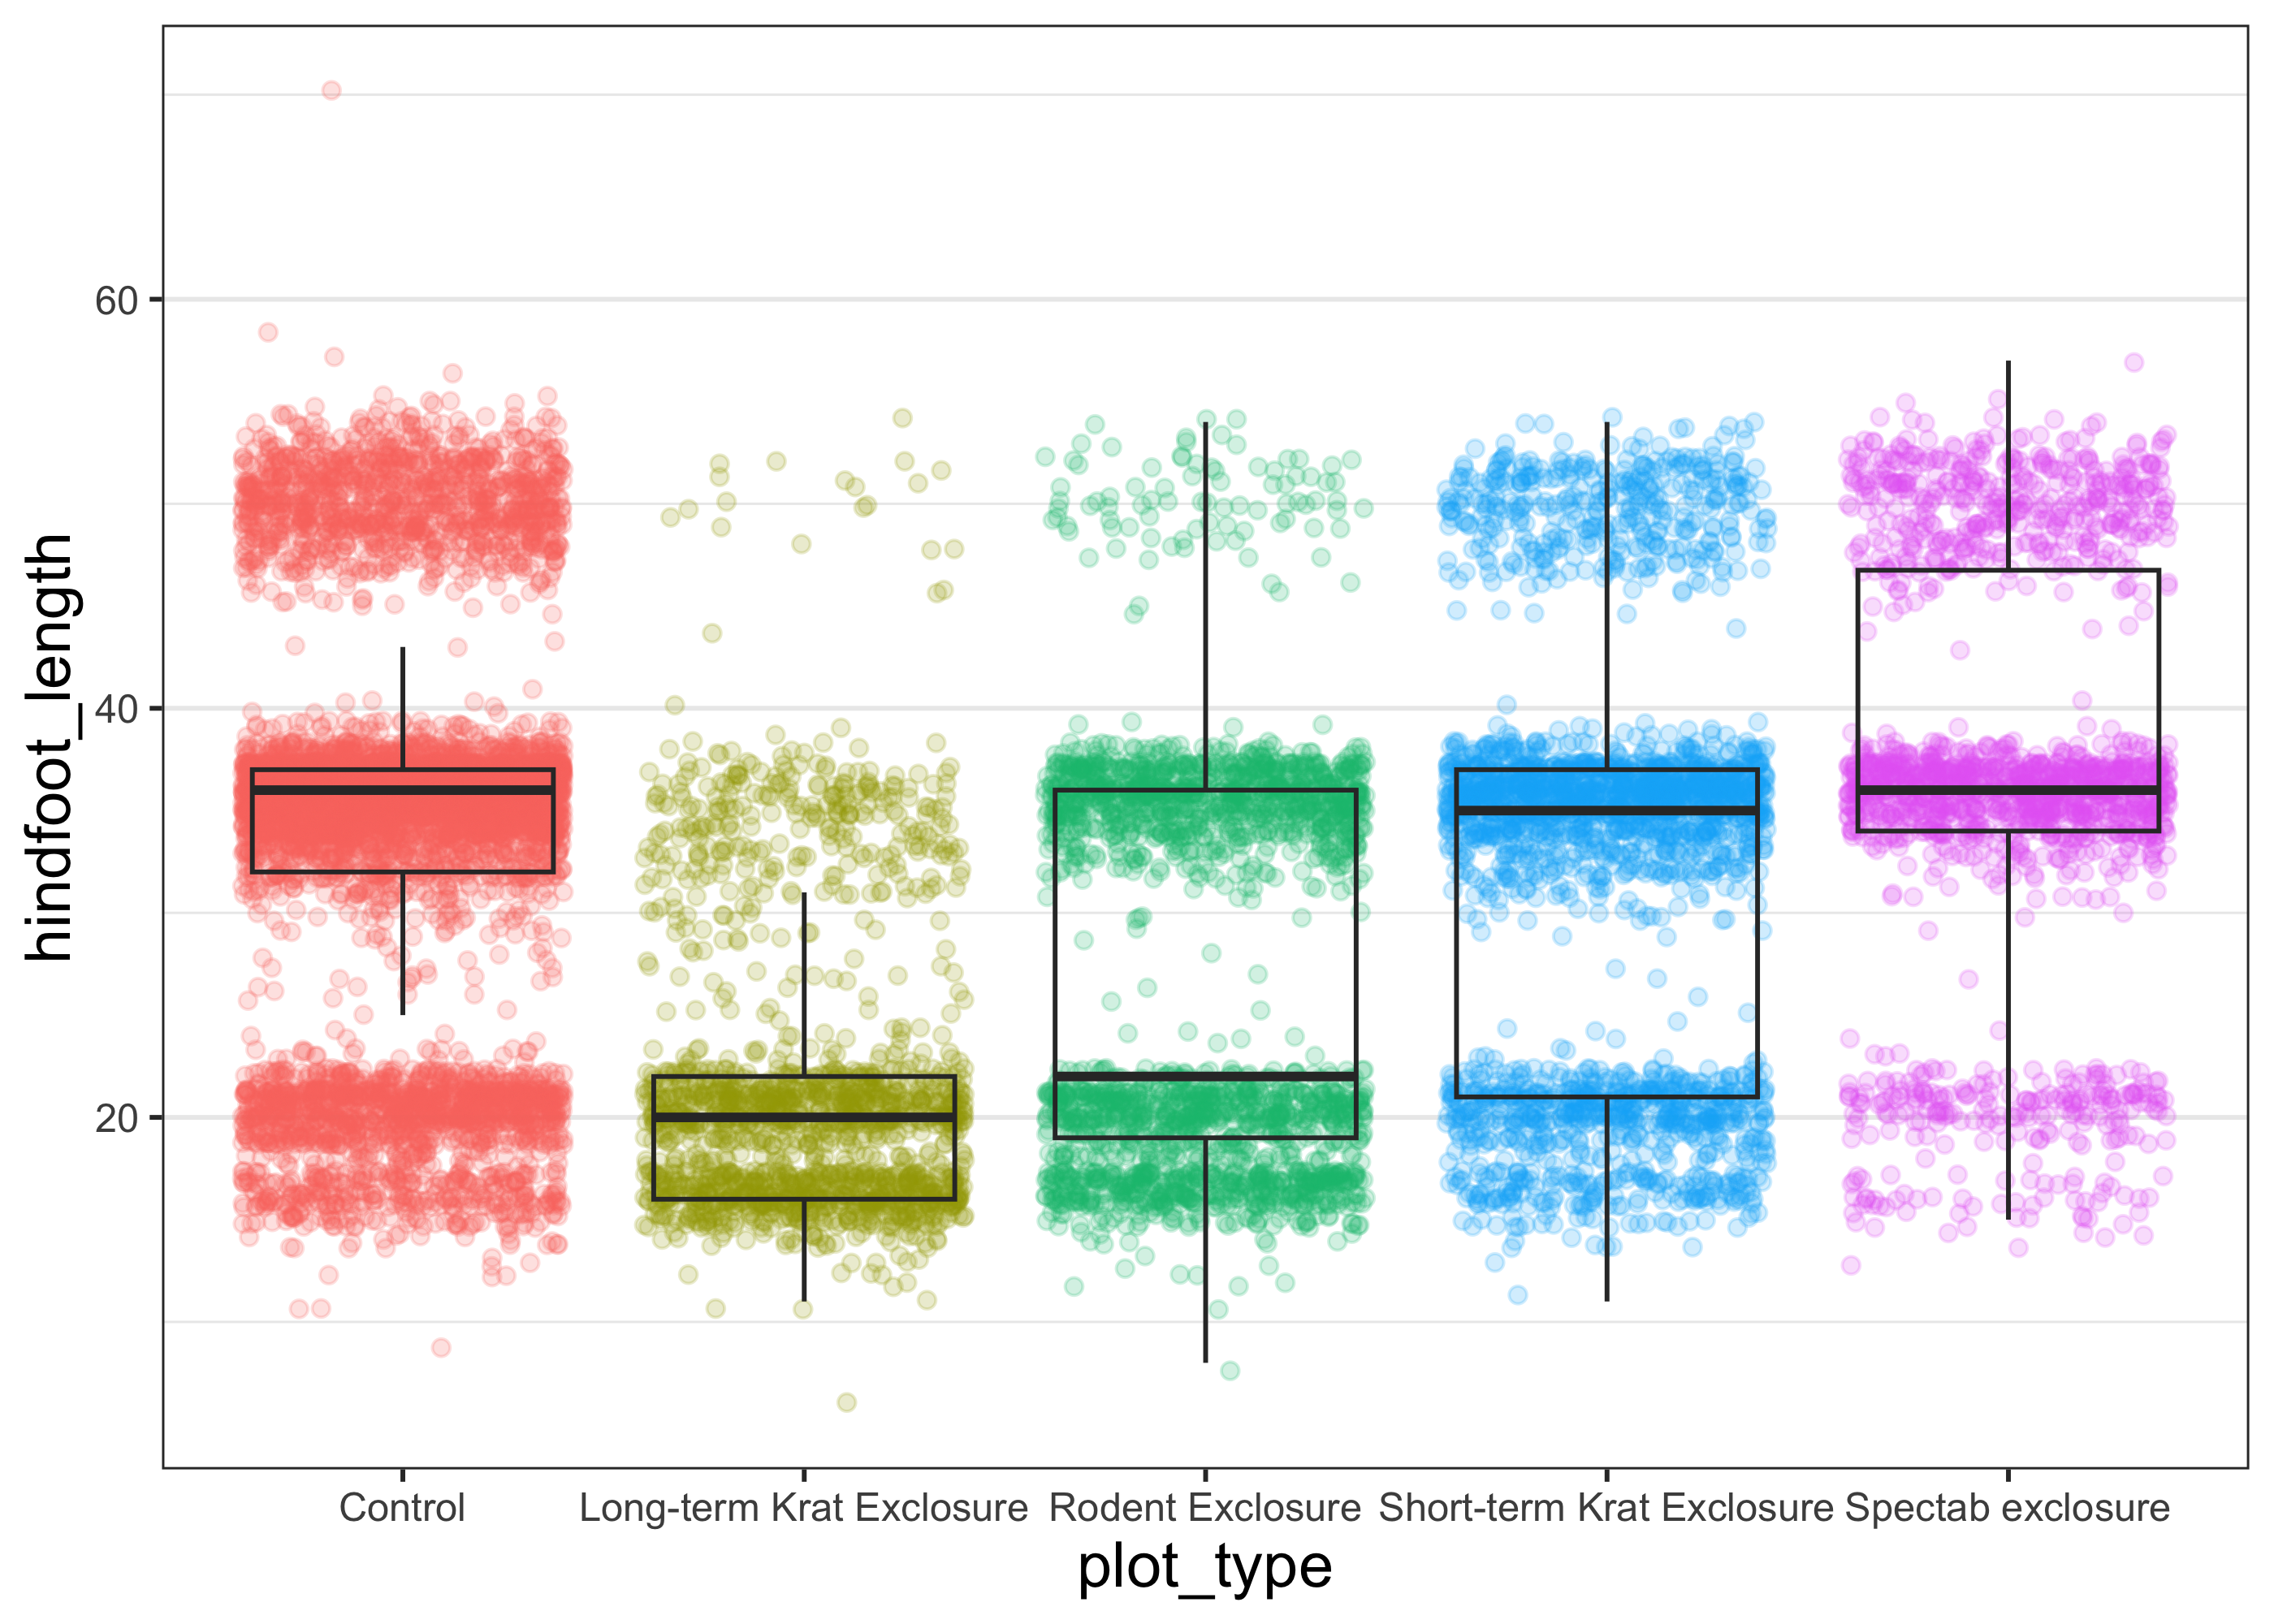 hindfoot_length
60
40
20
Control Long-term Krat Exclosure Rodent Exclosure Short-term Krat Exclosure Spectab exclosure
plot_type